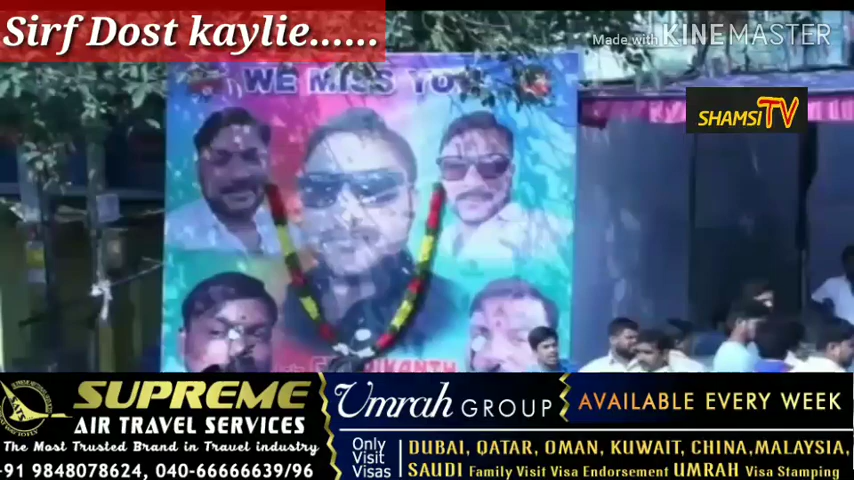 Sirf Dost kaylie......
Made with KINEMASTER
SHAMSI TV
WE MISS YO
IKANTH
SUPREME
AIR TRAVEL SERVICES
The Most Trusted Brand in Travel industry
+91 9848078624, 040-66666639/96
Umrah GROUP
AVAILABLE EVERY WEEK
Only
Visit
Visas
DUBAI, QATAR, OMAN, KUWAIT, CHINA,MALAYSIA,
SAUDI Family Visit Visa Endorsement UMRAH Visa Stamping